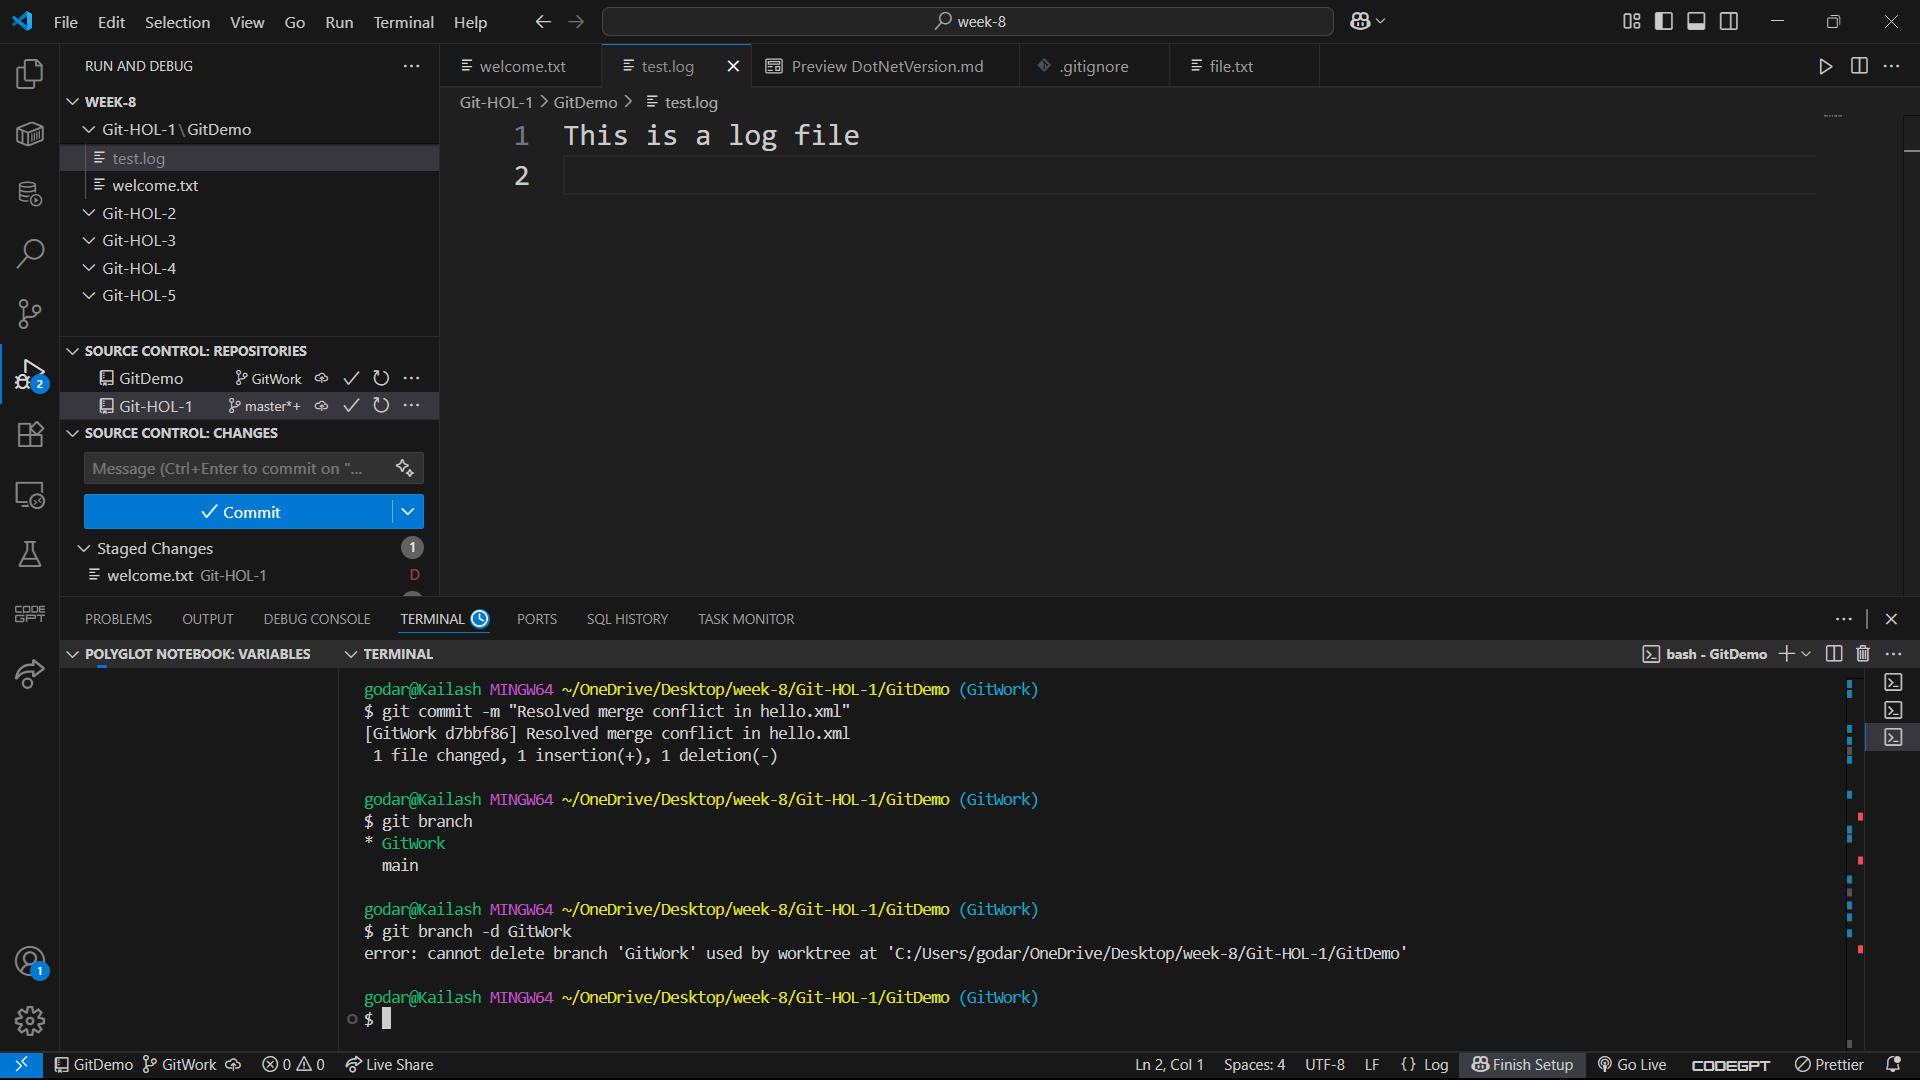 File Edit Selection View Go Run Terminal Help
week-8
RUN AND DEBUG
WEEK-8
Git-HOL-1\GitDemo
test.log
welcome.txt
Git-HOL-2
Git-HOL-3
Git-HOL-4
Git-HOL-5
SOURCE CONTROL: REPOSITORIES
GitDemo GitWork
Git-HOL-1 master*+
SOURCE CONTROL: CHANGES
Message (Ctrl+Enter to commit on "...
Commit
Staged Changes 1
welcome.txt Git-HOL-1 D
2
CODE
GPT
1
welcome.txt test.log Preview DotNetVersion.md .gitignore file.txt
Git-HOL-1 > GitDemo > test.log
1 This is a log file
2
PROBLEMS OUTPUT DEBUG CONSOLE TERMINAL PORTS SQL HISTORY TASK MONITOR
POLYGLOT NOTEBOOK: VARIABLES
TERMINAL
bash - GitDemo
godar@Kailash MINGW64 ~/OneDrive/Desktop/week-8/Git-HOL-1/GitDemo (GitWork)
$ git commit -m "Resolved merge conflict in hello.xml"
[GitWork d7bbf86] Resolved merge conflict in hello.xml
1 file changed, 1 insertion(+), 1 deletion(-)
godar@Kailash MINGW64 ~/OneDrive/Desktop/week-8/Git-HOL-1/GitDemo (GitWork)
$ git branch
* GitWork
main
godar@Kailash MINGW64 ~/OneDrive/Desktop/week-8/Git-HOL-1/GitDemo (GitWork)
$ git branch -d GitWork
error: cannot delete branch 'GitWork' used by worktree at 'C:/Users/godar/OneDrive/Desktop/week-8/Git-HOL-1/GitDemo'
godar@Kailash MINGW64 ~/OneDrive/Desktop/week-8/Git-HOL-1/GitDemo (GitWork)
$
GitDemo GitWork 0 0 Live Share Ln 2, Col 1 Spaces: 4 UTF-8 LF {} Log Finish Setup Go Live CODEGPT Prettier